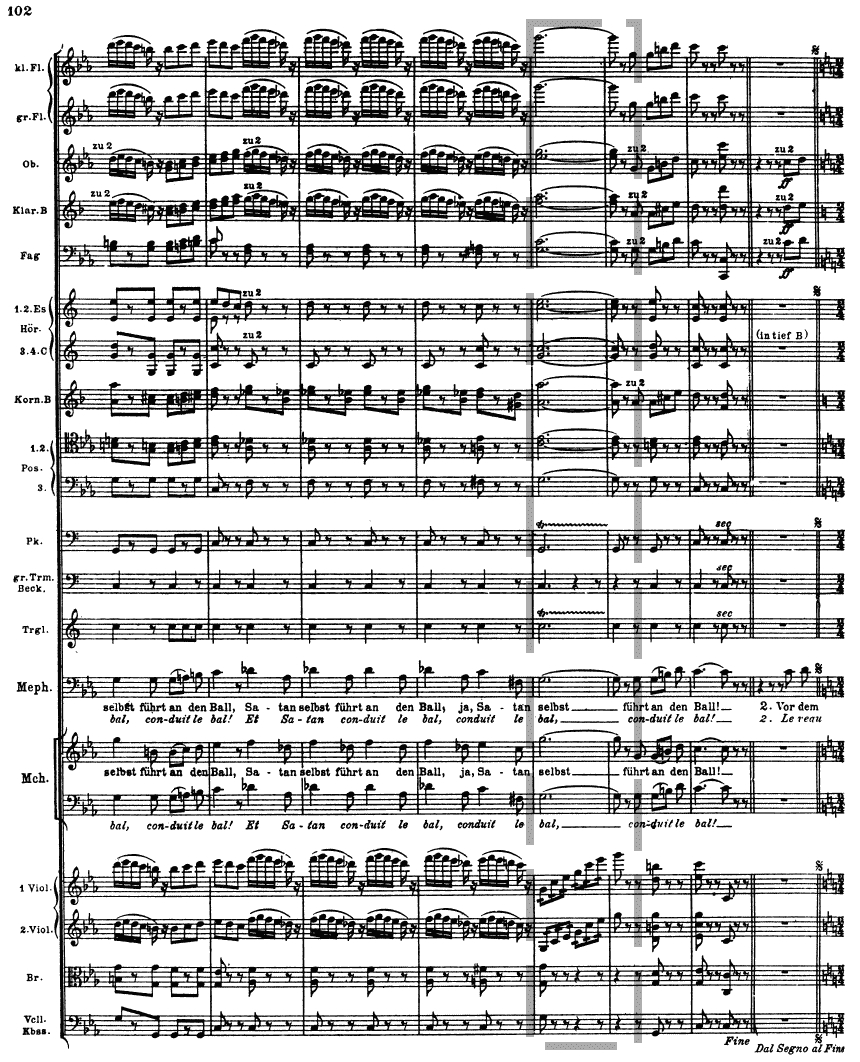 102
kl. Fl.
gr. Fl.
zu 2 zu 2 zu 2 zu 2
Ob.
ff
zu 2 zu 2 zu 2
Klar. B
ff
zu 2 zu 2 zu 2
Fag
ff
zu 2
1.2. Es
Hör.
(in tief B)
zu 2
3.4. C
zu 2
Korn. B
1.2.
Pos.
3.
tr
sec
Pk.
sec
gr. Trm.
Beck.
tr
sec
Trgl.
Meph.
selbst führt an den Ball, Sa - tan selbst führt an den Ball, ja, Sa - tan selbst führt an den Ball! 2. Vor dem
bal, con-duit le bal! Et Sa - tan con-duit le bal, conduit le bal, con-duit le bal! 2. Le veau
Mch.
selbst führt an den Ball, Sa - tan selbst führt an den Ball, ja, Sa - tan selbst führt an den Ball!
bal, con-duit le bal! Et Sa - tan con-duit le bal, conduit le bal, con-duit le bal!
1 Viol.
2. Viol.
Br.
Vcll.
Kbss.
Fine
Dal Segno al Fine